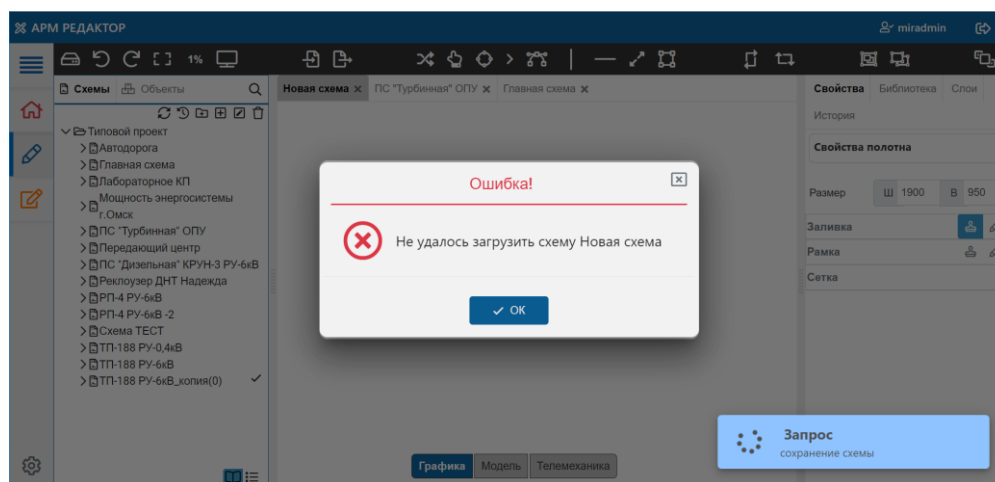 АРМ РЕДАКТОР
miradmin
1%
Схемы Объекты
Новая схема × ПС "Турбинная" ОПУ × Главная схема ×
Свойства Библиотека Слои
История
Типовой проект
Автодорога
Главная схема
Лабораторное КП
Мощность энергосистемы
г.Омск
ПС "Турбинная" ОПУ
Передающий центр
ПС "Дизельная" КРУН-3 РУ-6кВ
Реклоузер ДНТ Надежда
РП-4 РУ-6кВ
РП-4 РУ-6кВ -2
Схема ТЕСТ
ТП-188 РУ-0,4кВ
ТП-188 РУ-6кВ
ТП-188 РУ-6кВ_копия(0)
Ошибка!
Не удалось загрузить схему Новая схема
ОК
Свойства полотна
Размер Ш 1900 В 950
Заливка
Рамка
Сетка
Запрос
сохранение схемы
Графика Модель Телемеханика